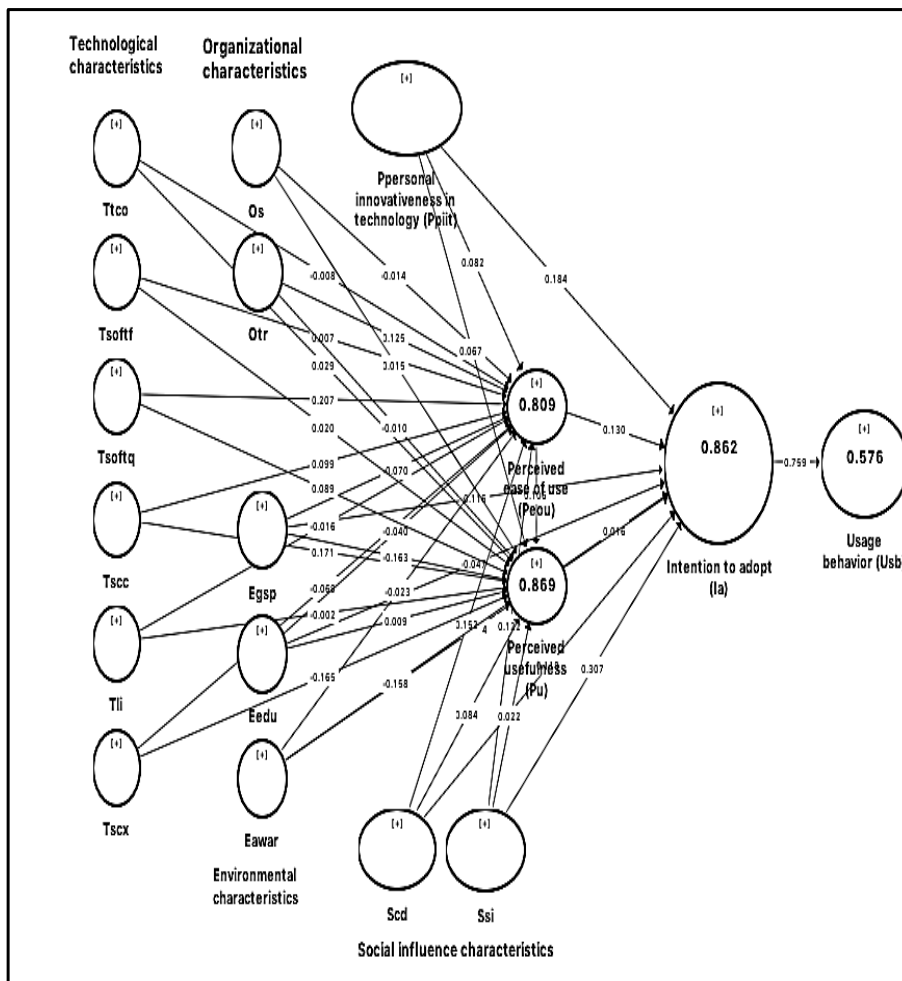 Technological
characteristics
Organizational
characteristics
[+]
[+]
[+]
Ttco
Os
Ppersonal
innovativeness in
technology (Ppiit)
[+]
[+]
Tsoftf
Otr
-0.008
-0.014
0.082
0.184
0.007
0.125
0.067
0.029
0.015
[+]
Tsoftq
0.207
0.020
-0.010
[+]
0.809
Perceived
ease of use
(Peou)
0.130
[+]
0.862
Intention to adopt
(Ia)
0.759
[+]
0.576
Usage
behavior (Usb
0.099
0.089
-0.070
[+]
Tscc
[+]
Egsp
-0.016
0.171
-0.040
-0.163
0.016
[+]
0.869
Perceived
usefulness
(Pu)
-0.023
-0.002
0.009
[+]
Tli
[+]
Eedu
-0.165
-0.158
4
0.307
0.084
0.022
[+]
Tscx
[+]
Eawar
Environmental
characteristics
[+]
Scd
[+]
Ssi
Social influence characteristics